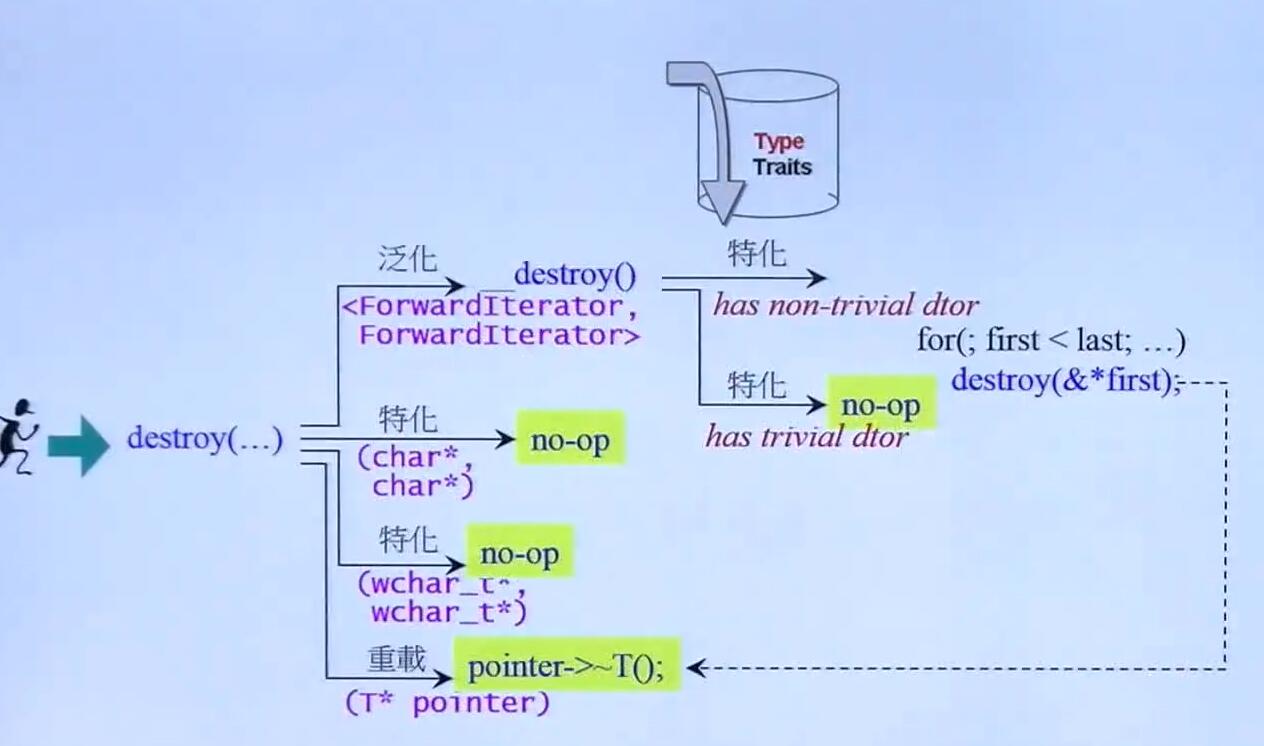 Type
Traits
泛化
__destroy()
<ForwardIterator,
ForwardIterator>
特化
has non-trivial dtor
for(; first < last; …)
destroy(&*first);
特化
no-op
has trivial dtor
destroy(…)
特化
no-op
(char*,
char*)
特化
no-op
(wchar_t*,
wchar_t*)
重載
pointer->~T();
(T* pointer)